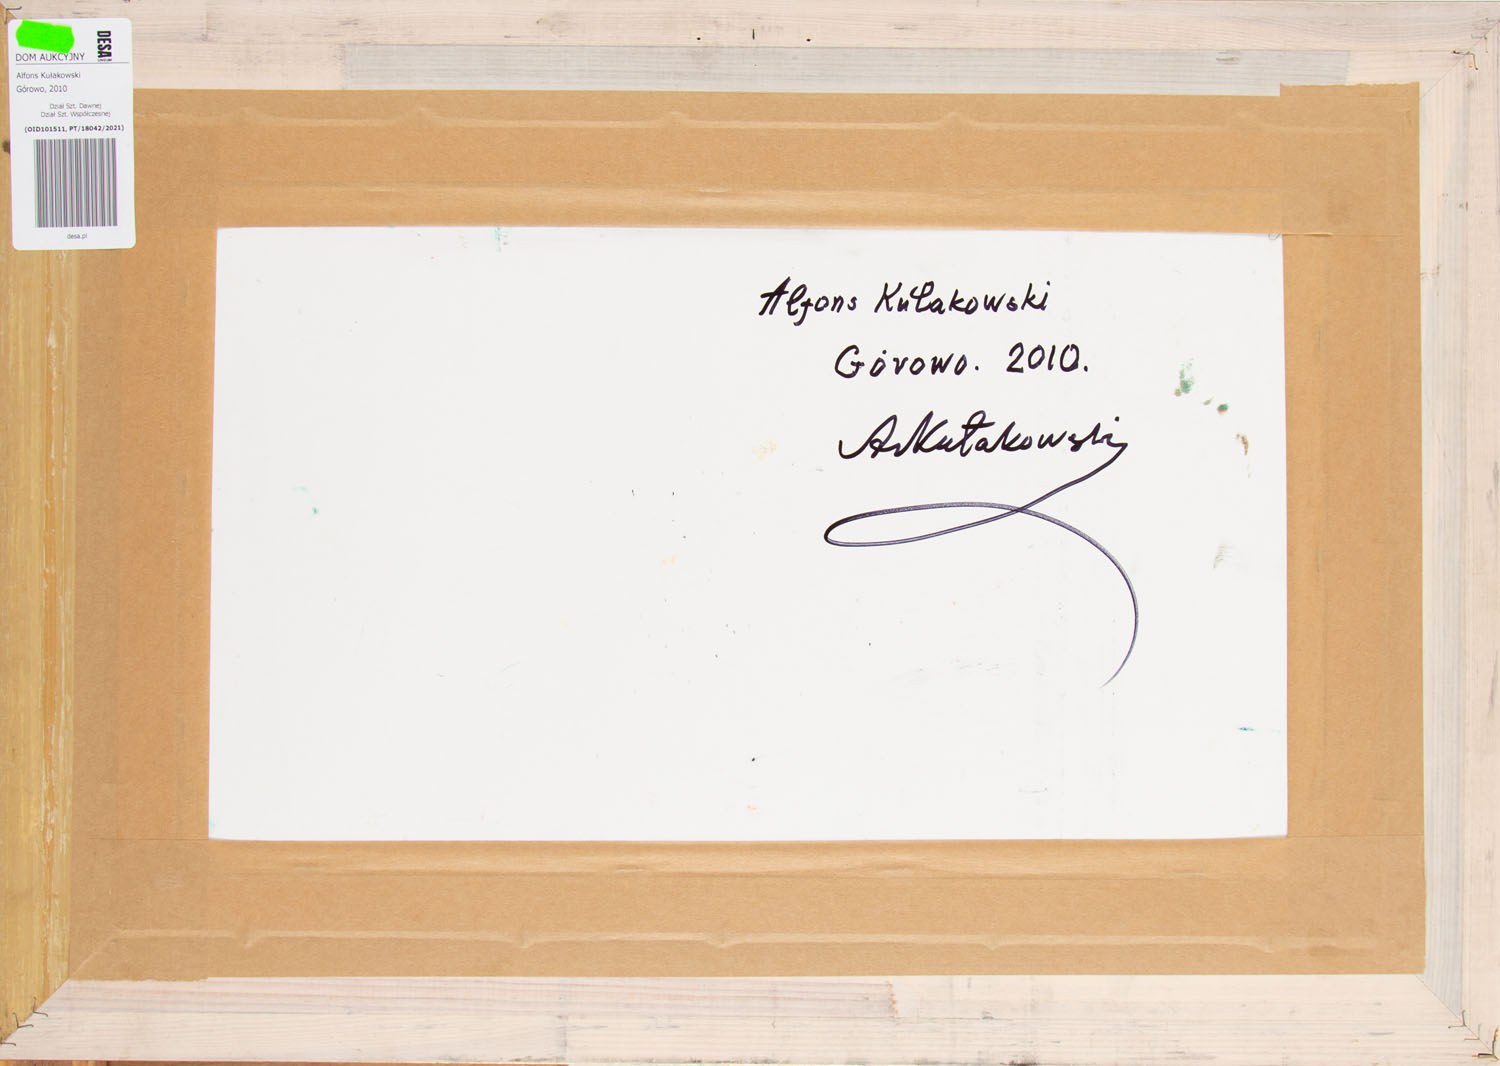 DESA
DOM AUKCYJNY
Alfons Kułakowski
Górowo, 2010
Dział Szt. Dawnej
Dział Szt. Współczesnej
(OID101511, PT/18042/2021)
desa.pl
Alfons Kułakowski
Górowo. 2010.
AKułakowski